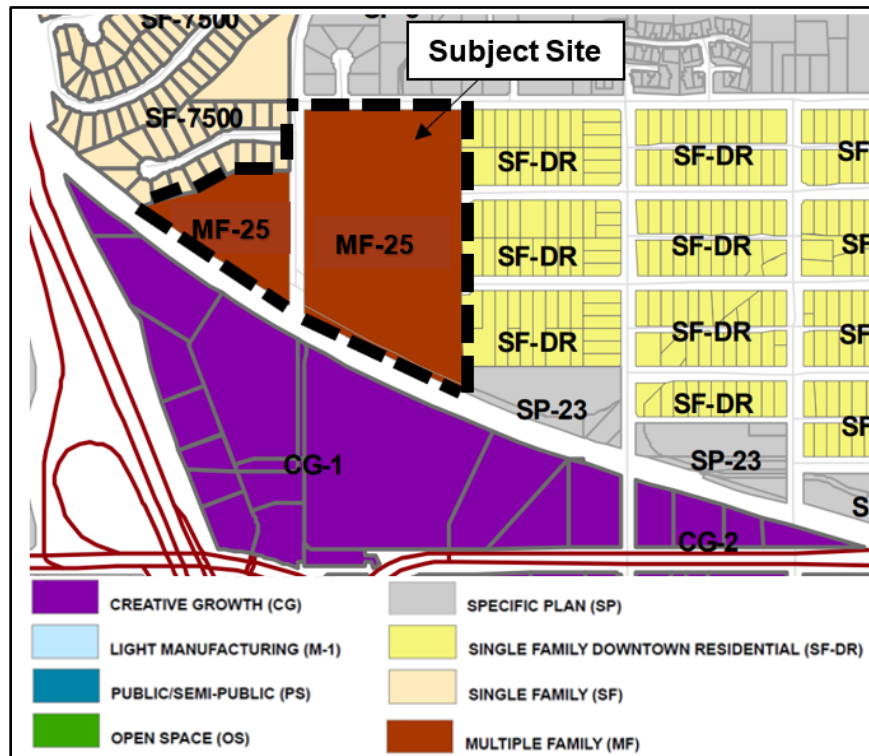 SF-7500
Subject Site
SF-7500
SF-DR SF-DR SF
MF-25 MF-25
SF-DR SF-DR SF
SF-DR SF-DR SF
SP-23 SF-DR SF
CG-1 SP-23
S
CG-2
CREATIVE GROWTH (CG) SPECIFIC PLAN (SP)
LIGHT MANUFACTURING (M-1) SINGLE FAMILY DOWNTOWN RESIDENTIAL (SF-DR)
PUBLIC/SEMI-PUBLIC (PS) SINGLE FAMILY (SF)
OPEN SPACE (OS) MULTIPLE FAMILY (MF)